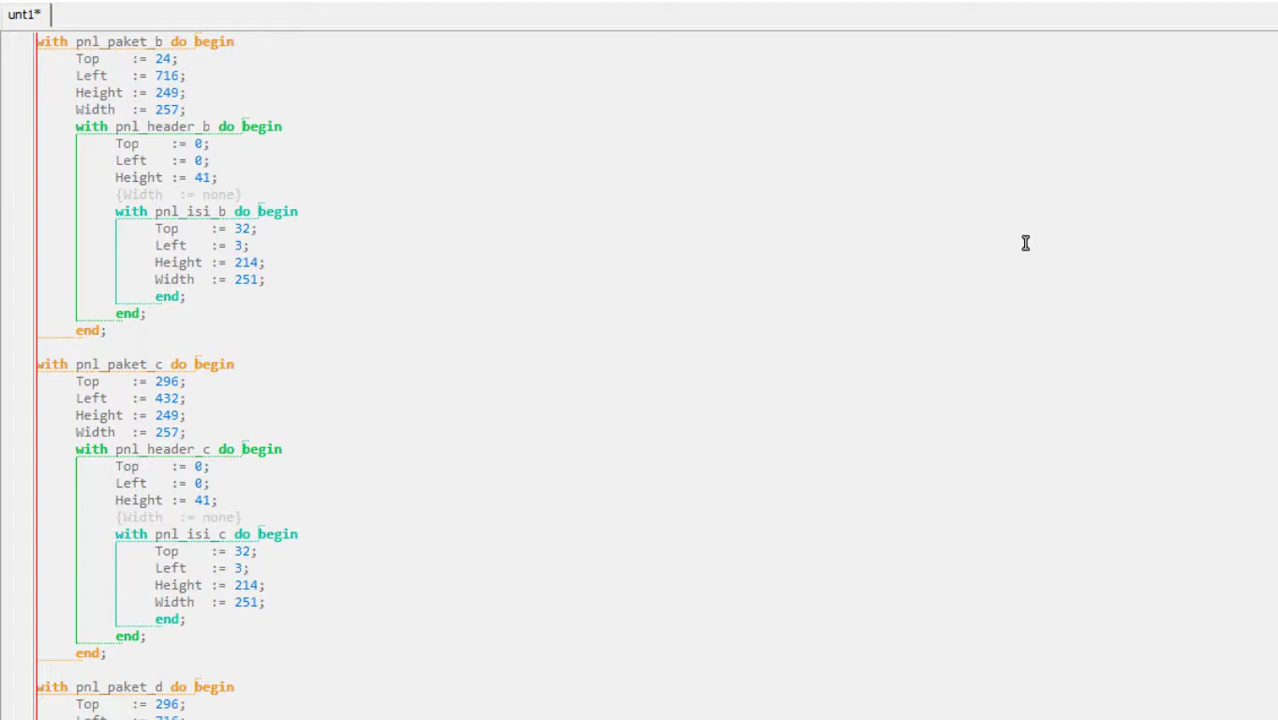 unt1*
with pnl_paket_b do begin
Top := 24;
Left := 716;
Height := 249;
Width := 257;
with pnl_header_b do begin
Top := 0;
Left := 0;
Height := 41;
{Width := none}
with pnl_isi_b do begin
Top := 32;
Left := 3;
Height := 214;
Width := 251;
end;
end;
end;
with pnl_paket_c do begin
Top := 296;
Left := 432;
Height := 249;
Width := 257;
with pnl_header_c do begin
Top := 0;
Left := 0;
Height := 41;
{Width := none}
with pnl_isi_c do begin
Top := 32;
Left := 3;
Height := 214;
Width := 251;
end;
end;
end;
with pnl_paket_d do begin
Top := 296;
Left := 716;